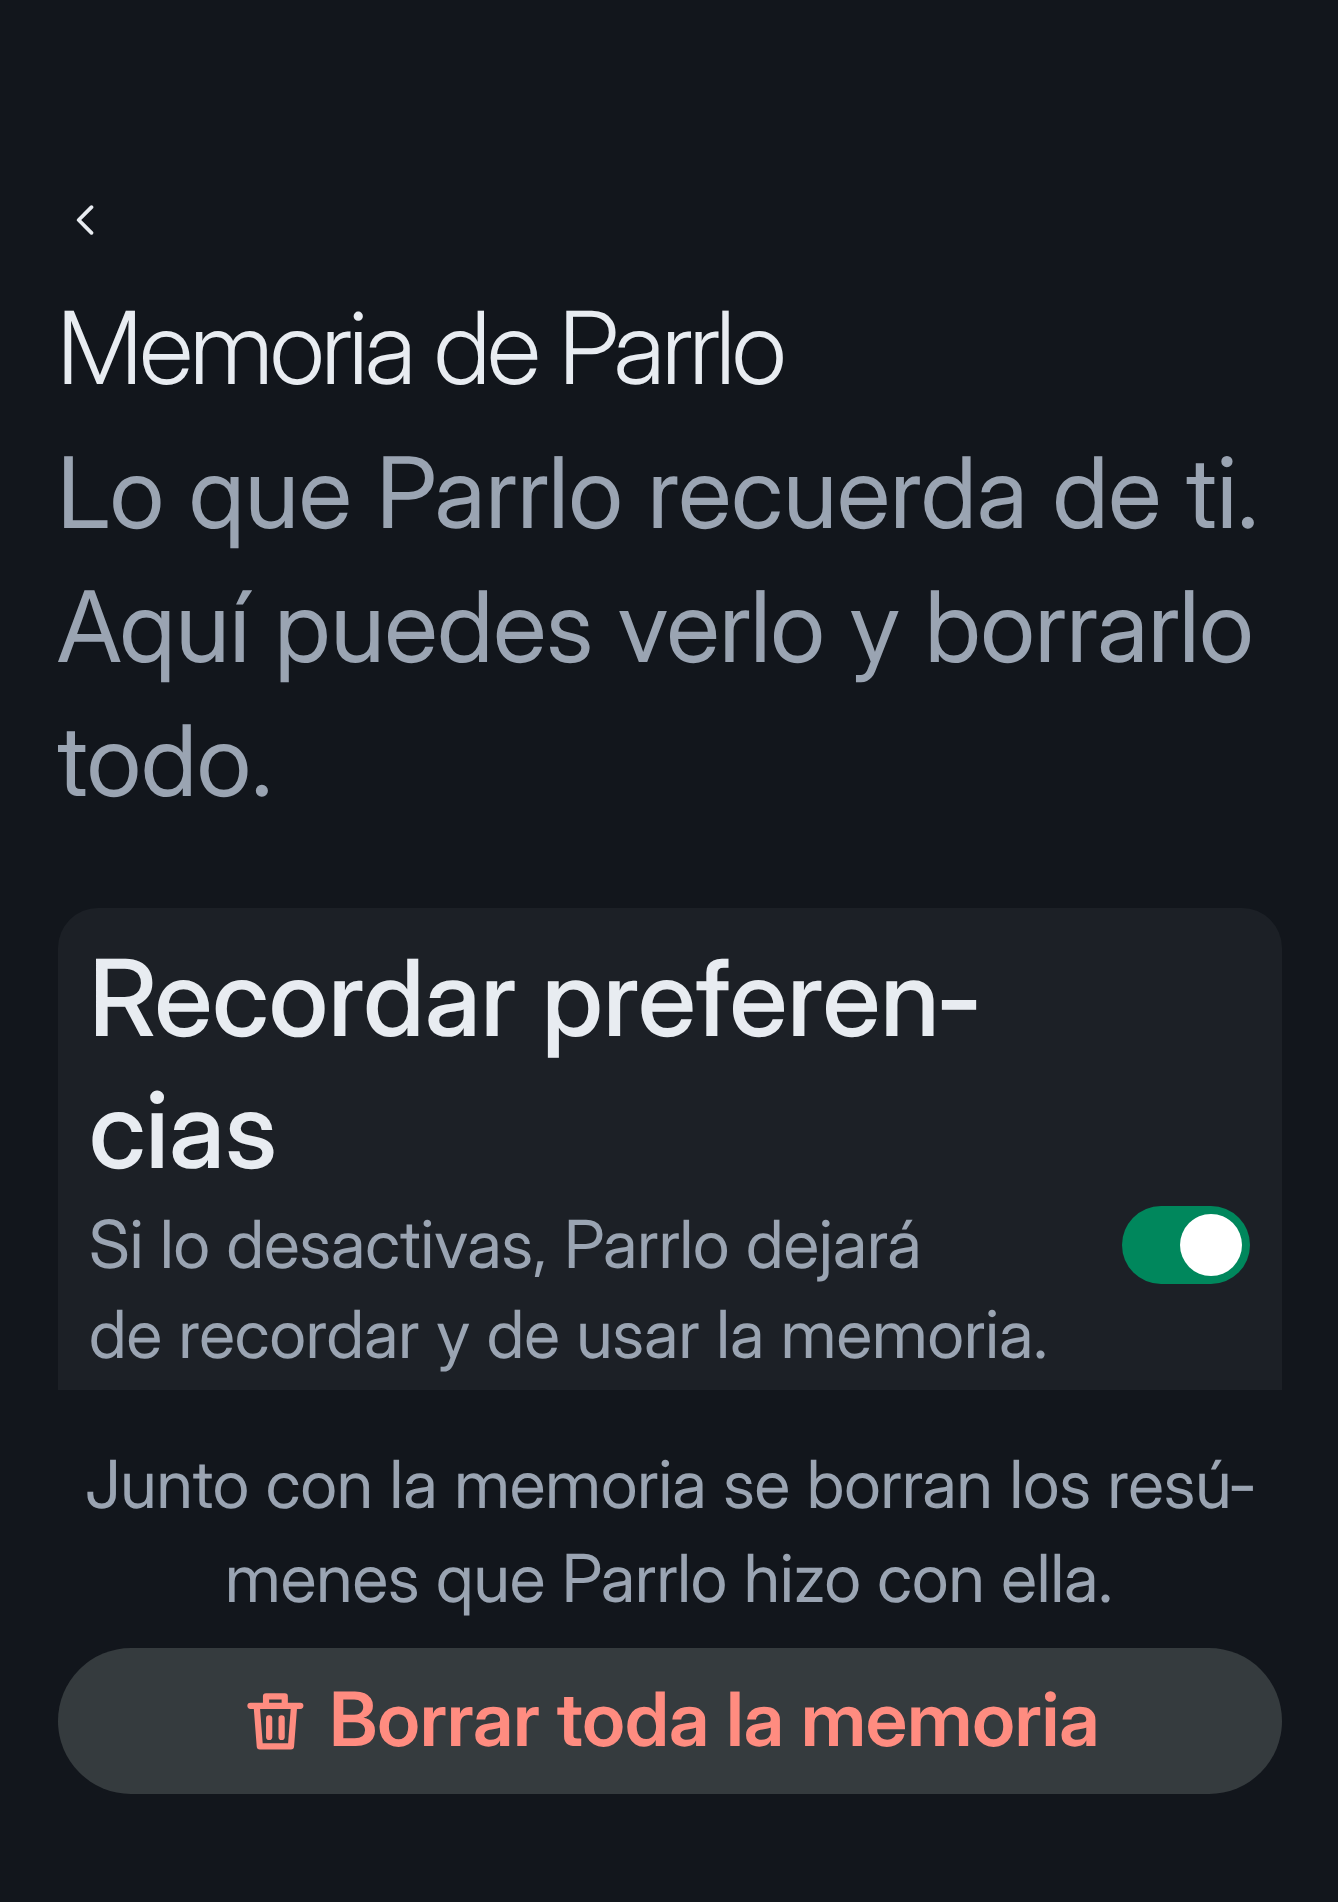 Memoria de Parrlo
Lo que Parrlo recuerda de ti.
Aquí puedes verlo y borrarlo
todo.
Recordar preferen-
cias
Si lo desactivas, Parrlo dejará
de recordar y de usar la memoria.
Junto con la memoria se borran los resú-
menes que Parrlo hizo con ella.
Borrar toda la memoria